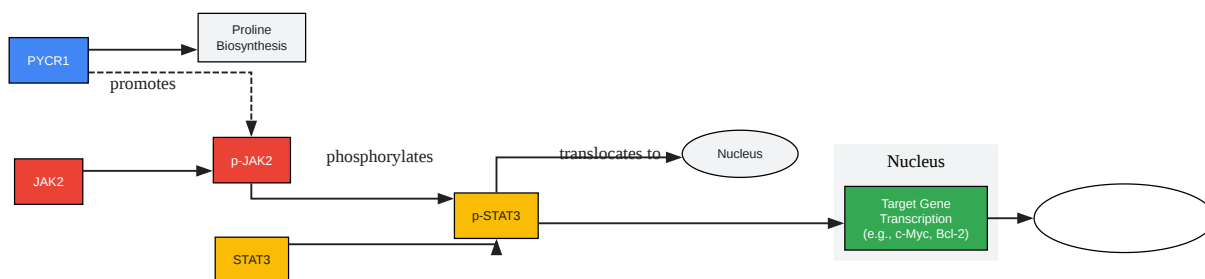 Proline
Biosynthesis
PYCR1
promotes
p-JAK2
phosphorylates
translocates to
Nucleus
Nucleus
JAK2
Target Gene
Transcription
(e.g., c-Myc, Bcl-2)
p-STAT3
STAT3